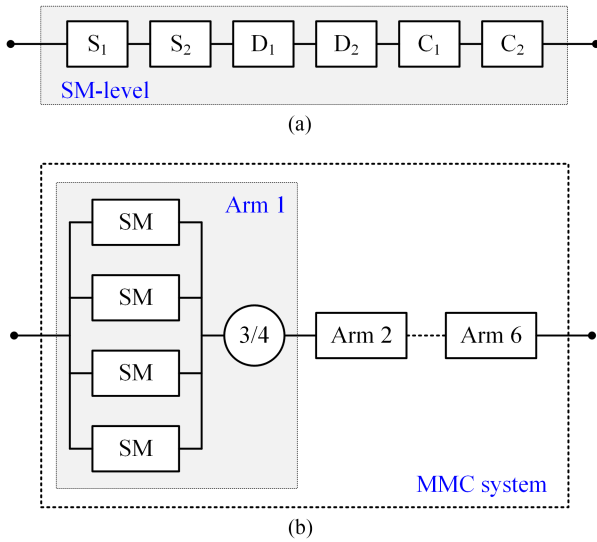 S₁ S₂ D₁ D₂ C₁ C₂
SM-level
(a)
Arm 1
SM
SM
3/4 Arm 2 Arm 6
SM
SM
MMC system
(b)